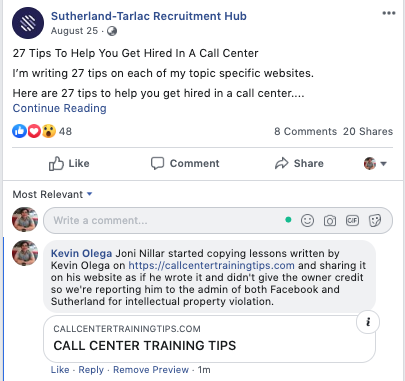 Sutherland-Tarlac Recruitment Hub
August 25 ·
27 Tips To Help You Get Hired In A Call Center
I'm writing 27 tips on each of my topic specific websites.
Here are 27 tips to help you get hired in a call center....
Continue Reading
48
8 Comments 20 Shares
Like Comment Share
Most Relevant
Write a comment...
GIF
Kevin Olega Joni Nillar started copying lessons written by
Kevin Olega on https://callcentertrainingtips.com and sharing it
on his website as if he wrote it and didn't give the owner credit
so we're reporting him to the admin of both Facebook and
Sutherland for intellectual property violation.
CALLCENTERTRAININGTIPS.COM
CALL CENTER TRAINING TIPS
i
Like · Reply · Remove Preview · 1m